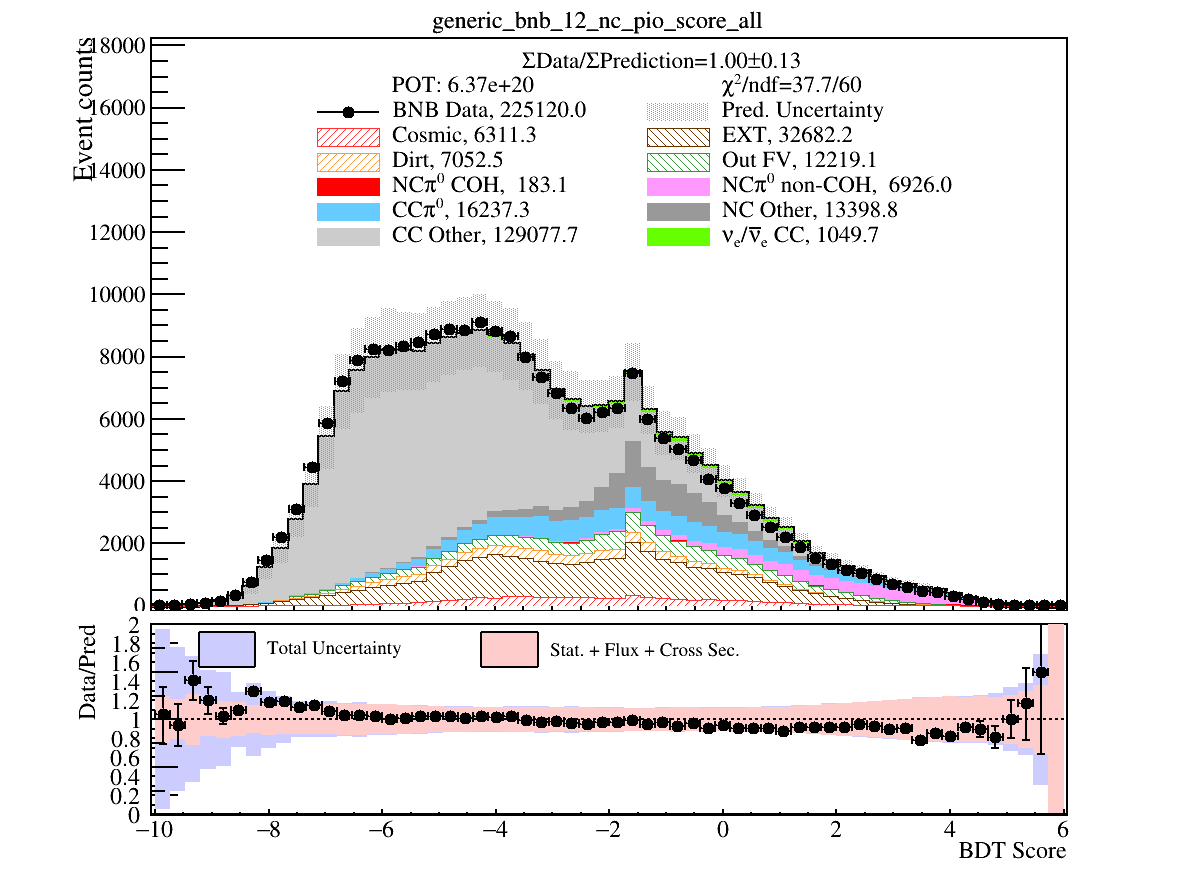 generic_bnb_12_nc_pio_score_all
ΣData/ΣPrediction=1.00±0.13
POT: 6.37e+20 χ²/ndf=37.7/60
BNB Data, 225120.0 Pred. Uncertainty
Cosmic, 6311.3 EXT, 32682.2
Dirt, 7052.5 Out FV, 12219.1
NCπ⁰ COH, 183.1 NCπ⁰ non-COH, 6926.0
CCπ⁰, 16237.3 NC Other, 13398.8
CC Other, 129077.7 νe/ν̅e CC, 1049.7
Event counts
18000
16000
14000
12000
10000
8000
6000
4000
2000
0
Total Uncertainty Stat. + Flux + Cross Sec.
Data/Pred
2
1.8
1.6
1.4
1.2
1
0.8
0.6
0.4
0.2
0
−10 −8 −6 −4 −2 0 2 4 6
BDT Score